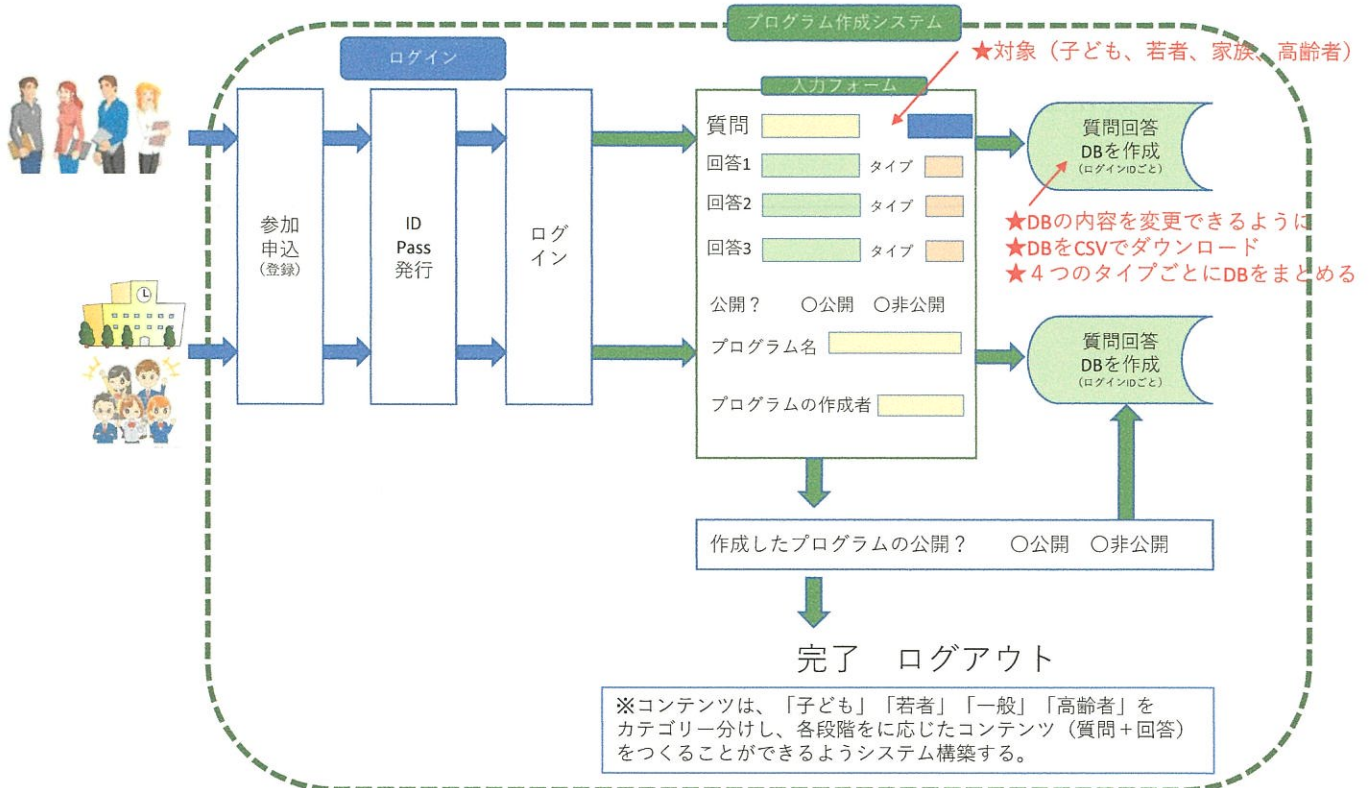 プログラム作成システム
ログイン
★対象（子ども、若者、家族、高齢者）
入力フォーム
質問
回答1 タイプ
回答2 タイプ
回答3 タイプ
公開？ 〇公開 〇非公開
プログラム名
プログラムの作成者
参加
申込
（登録）
ID
Pass
発行
ログ
イン
質問回答
DBを作成
（ログインIDごと）
★DBの内容を変更できるように
★DBをCSVでダウンロード
★４つのタイプごとにDBをまとめる
質問回答
DBを作成
（ログインIDごと）
作成したプログラムの公開？ 〇公開 〇非公開
完了　ログアウト
※コンテンツは、「子ども」「若者」「一般」「高齢者」を
カテゴリー分けし、各段階をに応じたコンテンツ（質問＋回答）
をつくることができるようシステム構築する。